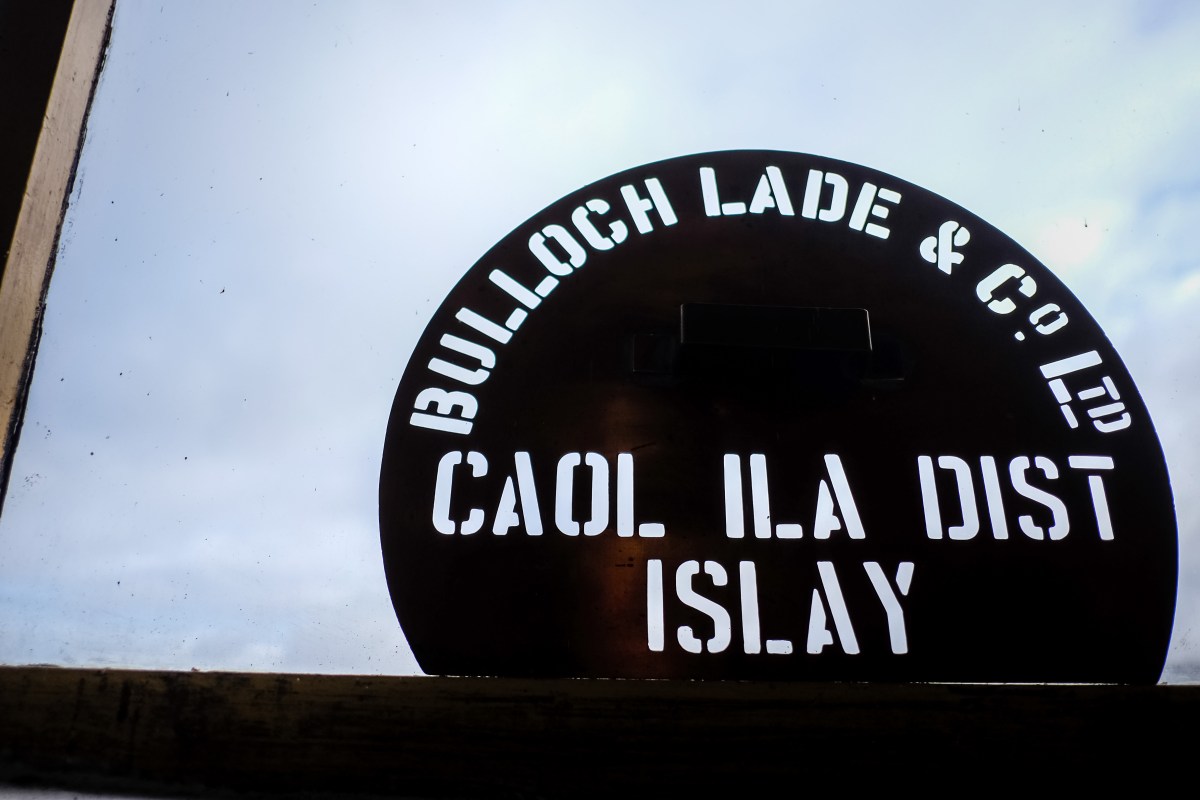 BULLOCH LADE & Co. LTD
CAOL ILA DIST
ISLAY